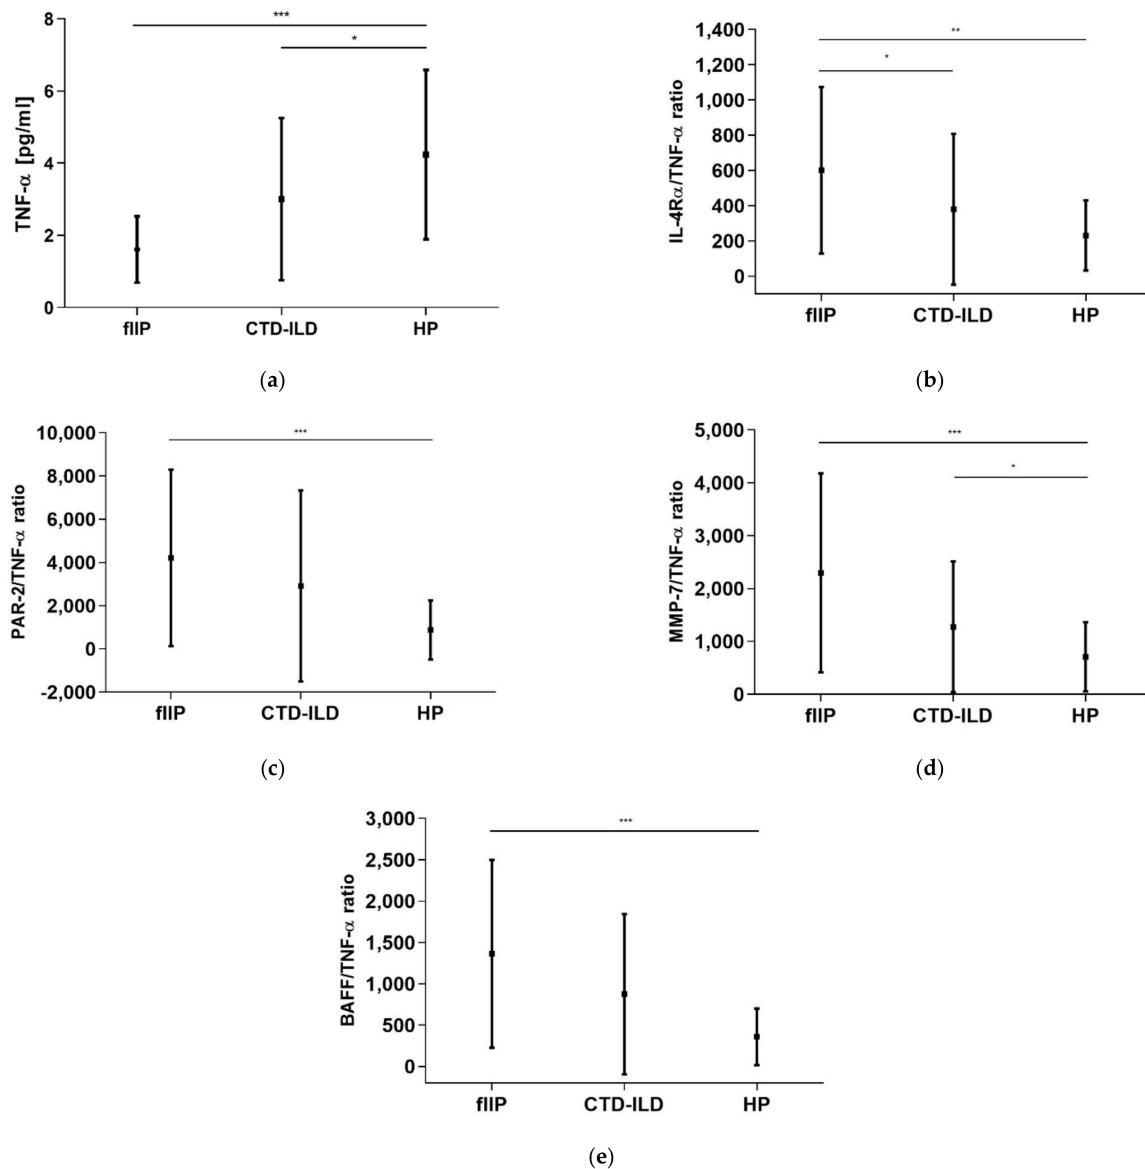 ***
*
8
6
4
2
0
TNF-α [pg/ml]
fIIP CTD-ILD HP
(a)
**
*
1,400
1,200
1,000
800
600
400
200
0
IL-4Rα/TNF-α ratio
fIIP CTD-ILD HP
(b)
***
10,000
8,000
6,000
4,000
2,000
0
-2,000
PAR-2/TNF-α ratio
fIIP CTD-ILD HP
(c)
***
*
5,000
4,000
3,000
2,000
1,000
0
MMP-7/TNF-α ratio
fIIP CTD-ILD HP
(d)
***
3,000
2,500
2,000
1,500
1,000
500
0
BAFF/TNF-α ratio
fIIP CTD-ILD HP
(e)